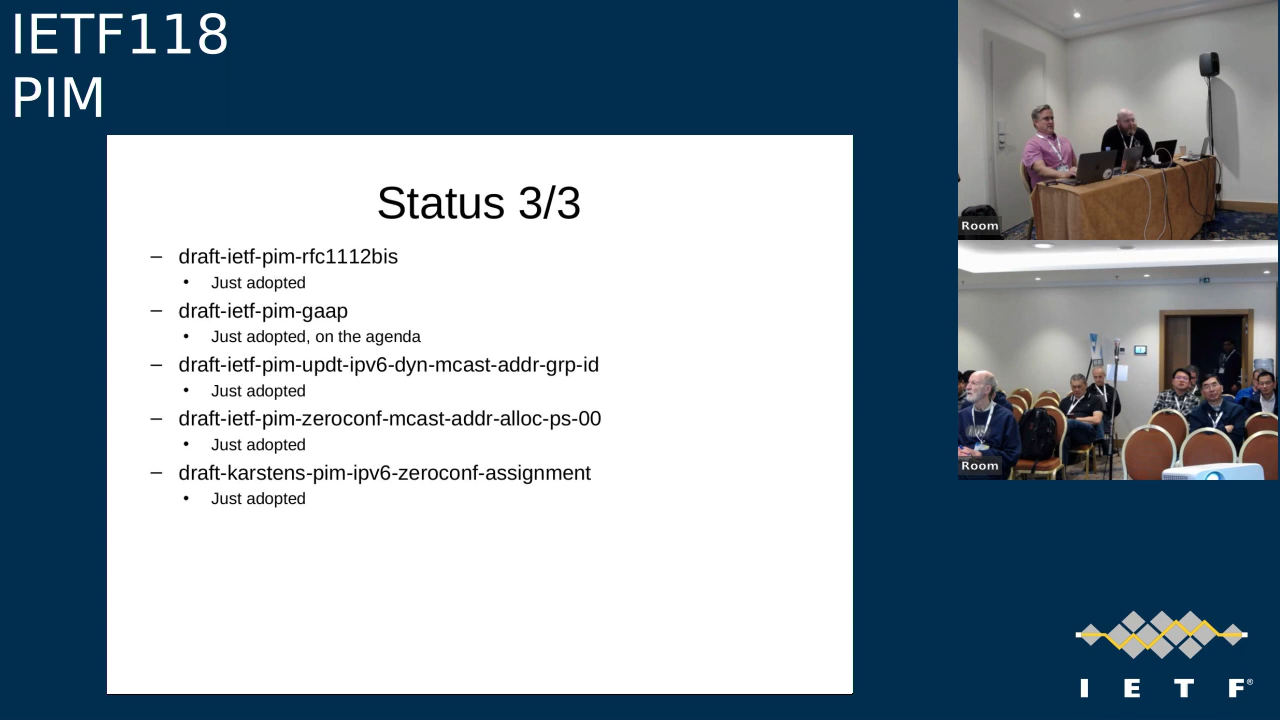 IETF118
PIM
Status 3/3
– draft-ietf-pim-rfc1112bis
• Just adopted
– draft-ietf-pim-gaap
• Just adopted, on the agenda
– draft-ietf-pim-updt-ipv6-dyn-mcast-addr-grp-id
• Just adopted
– draft-ietf-pim-zeroconf-mcast-addr-alloc-ps-00
• Just adopted
– draft-karstens-pim-ipv6-zeroconf-assignment
• Just adopted
Room
Room
I E T F®